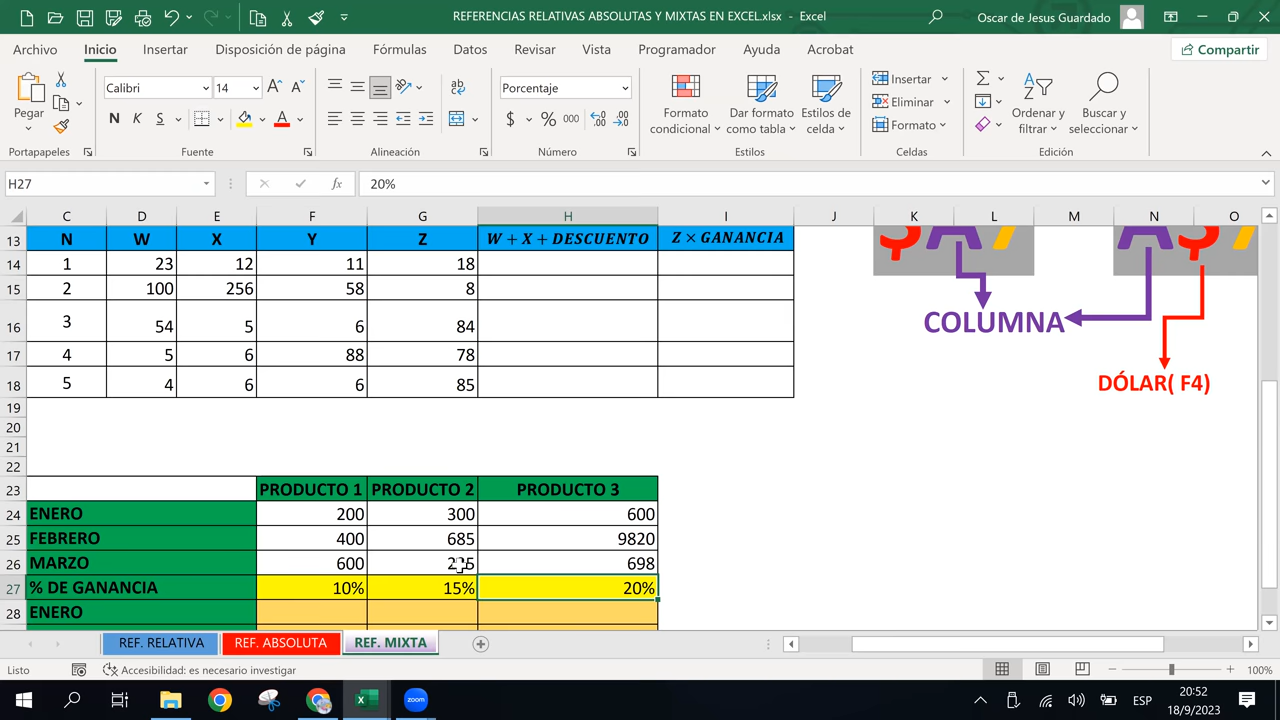 REFERENCIAS RELATIVAS ABSOLUTAS Y MIXTAS EN EXCEL.xlsx - Excel
Oscar de Jesus Guardado
Archivo Inicio Insertar Disposición de página Fórmulas Datos Revisar Vista Programador Ayuda Acrobat Compartir
Pegar
Portapapeles
Calibri 14
N K S
Fuente
Alineación
Porcentaje
$ % 000
Número
Formato condicional
Dar formato como tabla
Estilos de celda
Estilos
Insertar
Eliminar
Formato
Celdas
Ordenar y filtrar
Buscar y seleccionar
Edición
H27 fx 20%
C D E F G H I J K L M N O
13 N W X Y Z W + X + DESCUENTO Z × GANANCIA
14 1 23 12 11 18
15 2 100 256 58 8
16 3 54 5 6 84
17 4 5 6 88 78
18 5 4 6 6 85
19
20
21
22
COLUMNA
DÓLAR( F4)
23 PRODUCTO 1 PRODUCTO 2 PRODUCTO 3
24 ENERO 200 300 600
25 FEBRERO 400 685 9820
26 MARZO 600 698
27 % DE GANANCIA 10% 15% 20%
28 ENERO
REF. RELATIVA REF. ABSOLUTA REF. MIXTA
Listo Accesibilidad: es necesario investigar 100%
zoom
ESP
20:52
18/9/2023